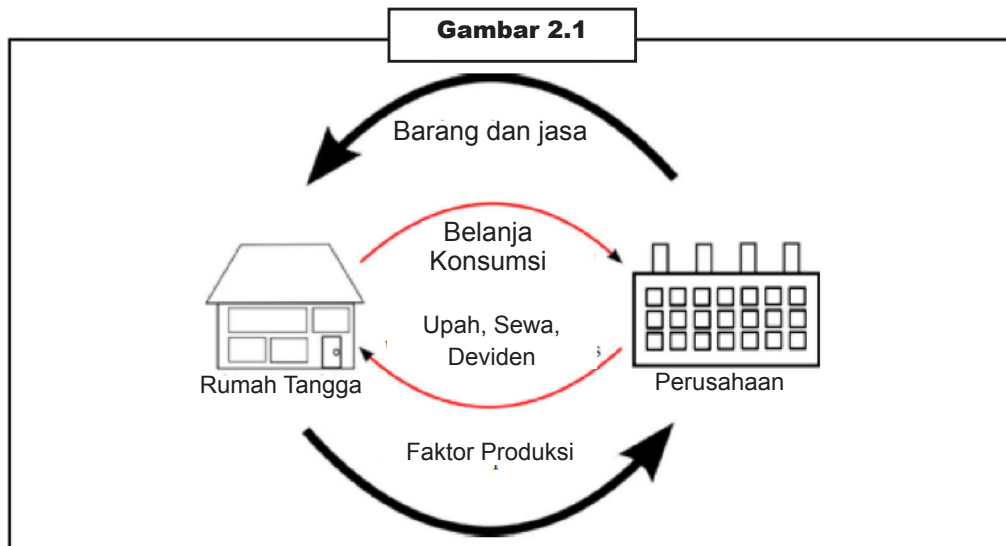 Gambar 2.1
Barang dan jasa
Belanja
Konsumsi
Upah, Sewa,
Deviden
Rumah Tangga
Perusahaan
Faktor Produksi